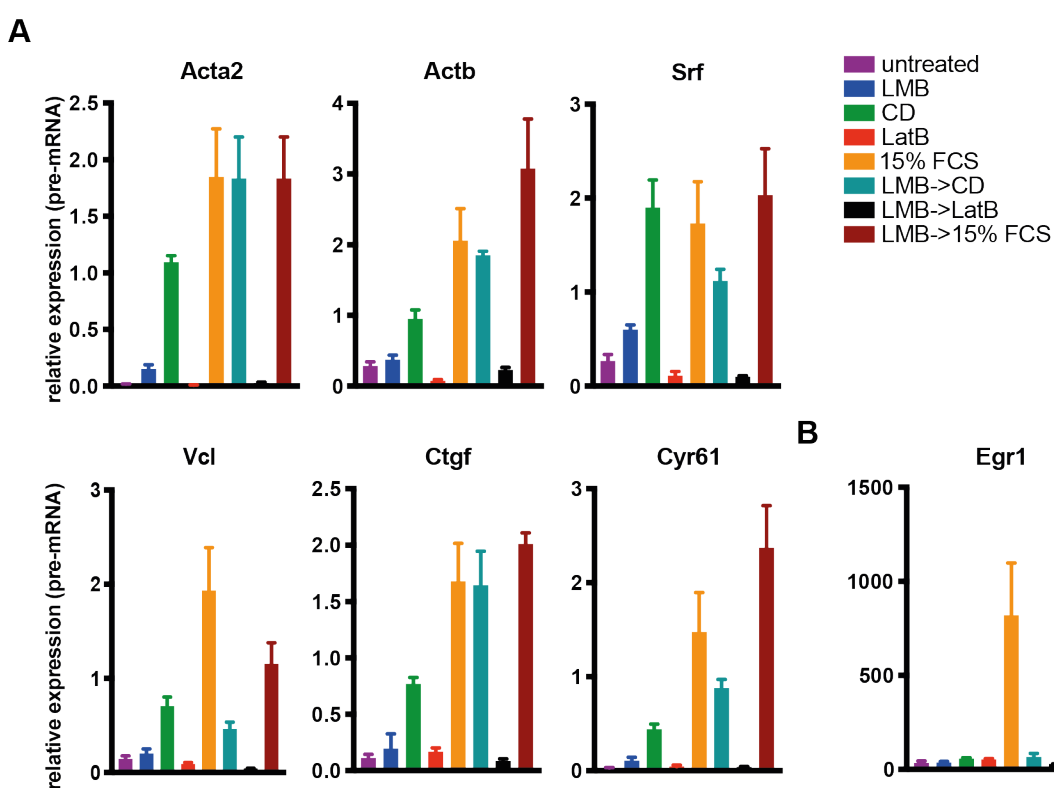 A
Acta2
Actb
Srf
untreated
LMB
CD
LatB
15% FCS
LMB->CD
LMB->LatB
LMB->15% FCS
relative expression (pre-mRNA)
2.5
2.0
1.5
1.0
0.5
0.0
4
3
2
1
0
3
2
1
0
B
Vcl
Ctgf
Cyr61
Egr1
relative expression (pre-mRNA)
3
2
1
0
2.5
2.0
1.5
1.0
0.5
0.0
3
2
1
0
1500
1000
500
0